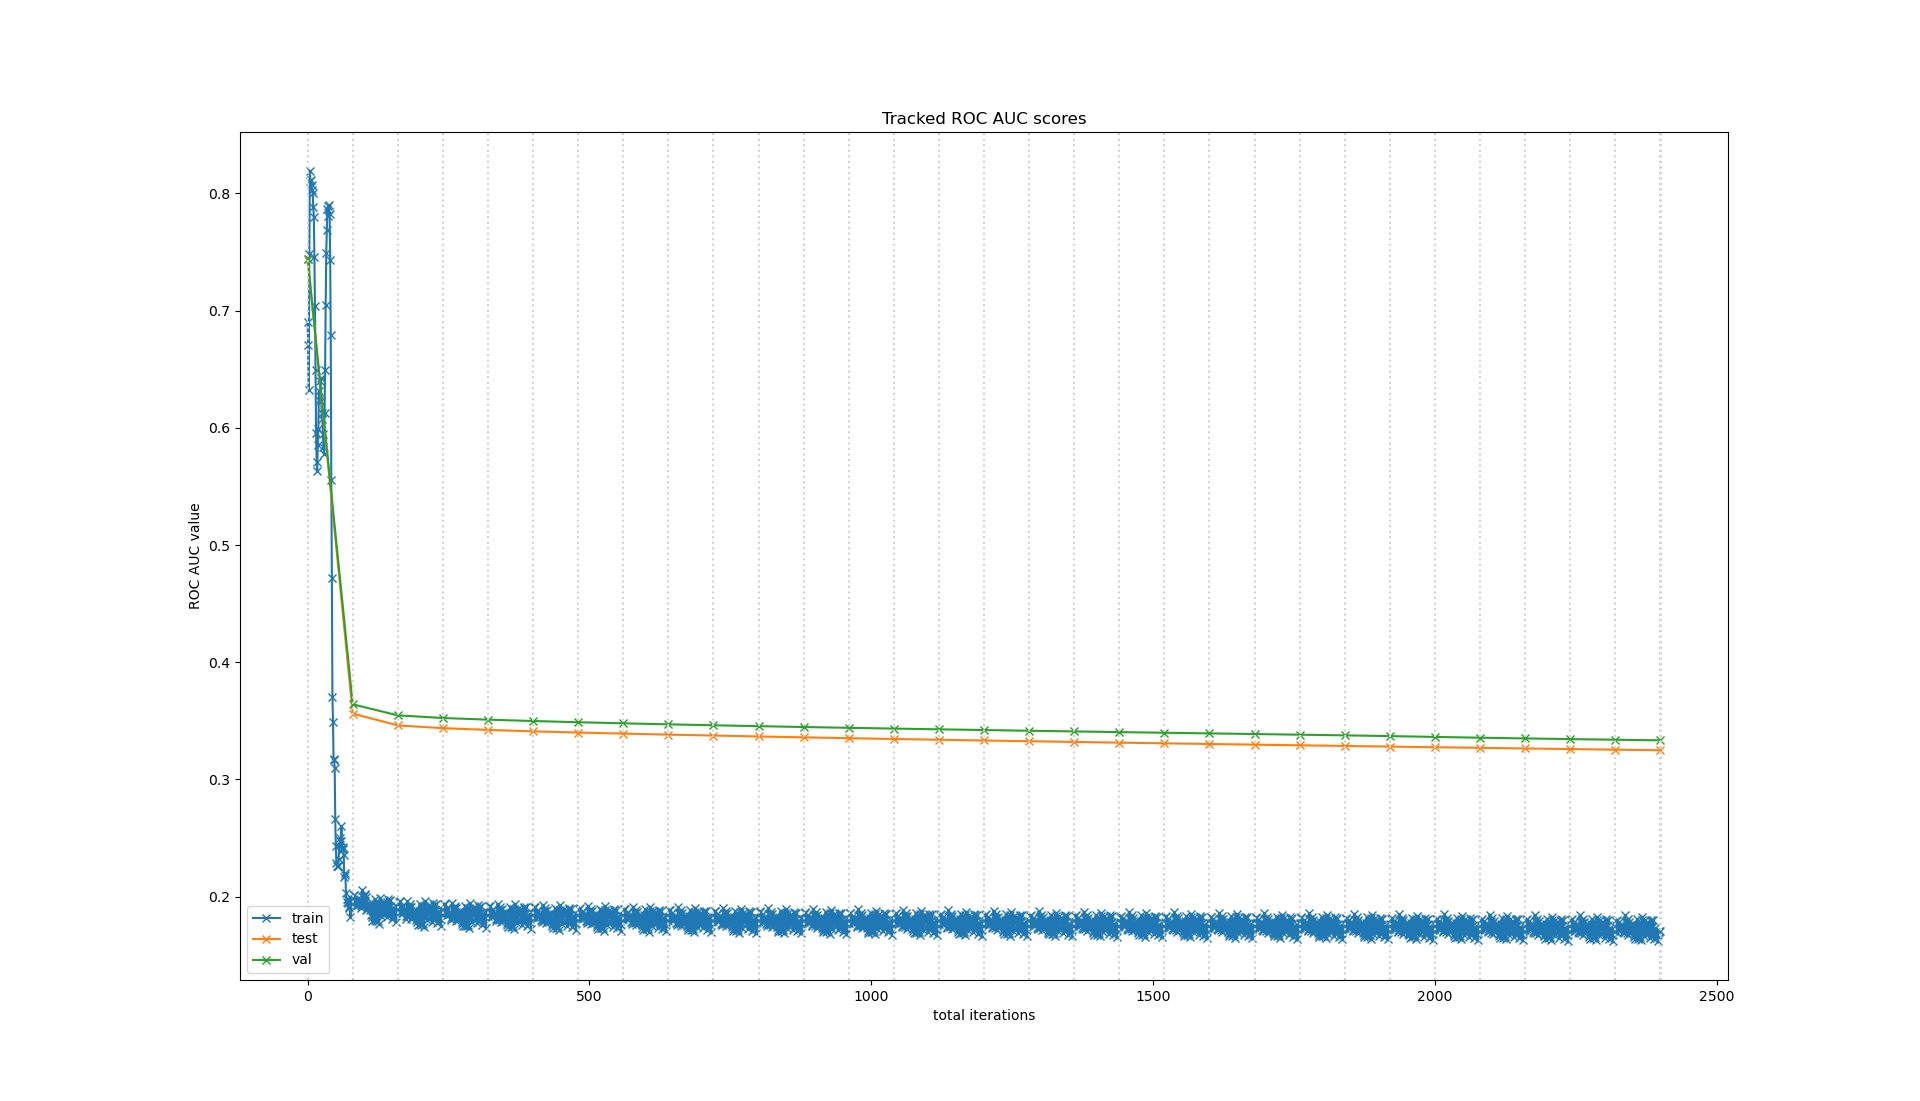 Tracked ROC AUC scores
ROC AUC value
0.8
0.7
0.6
0.5
0.4
0.3
0.2
train
test
val
0
500
1000
1500
2000
2500
total iterations